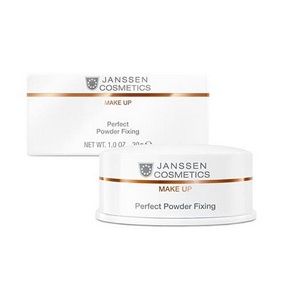 JANSSEN
COSMETICS
MAKE UP
Perfect
Powder Fixing
NET WT. 1.0 OZ. 30g
JANSSEN
COSMETICS
MAKE UP
Perfect Powder Fixing